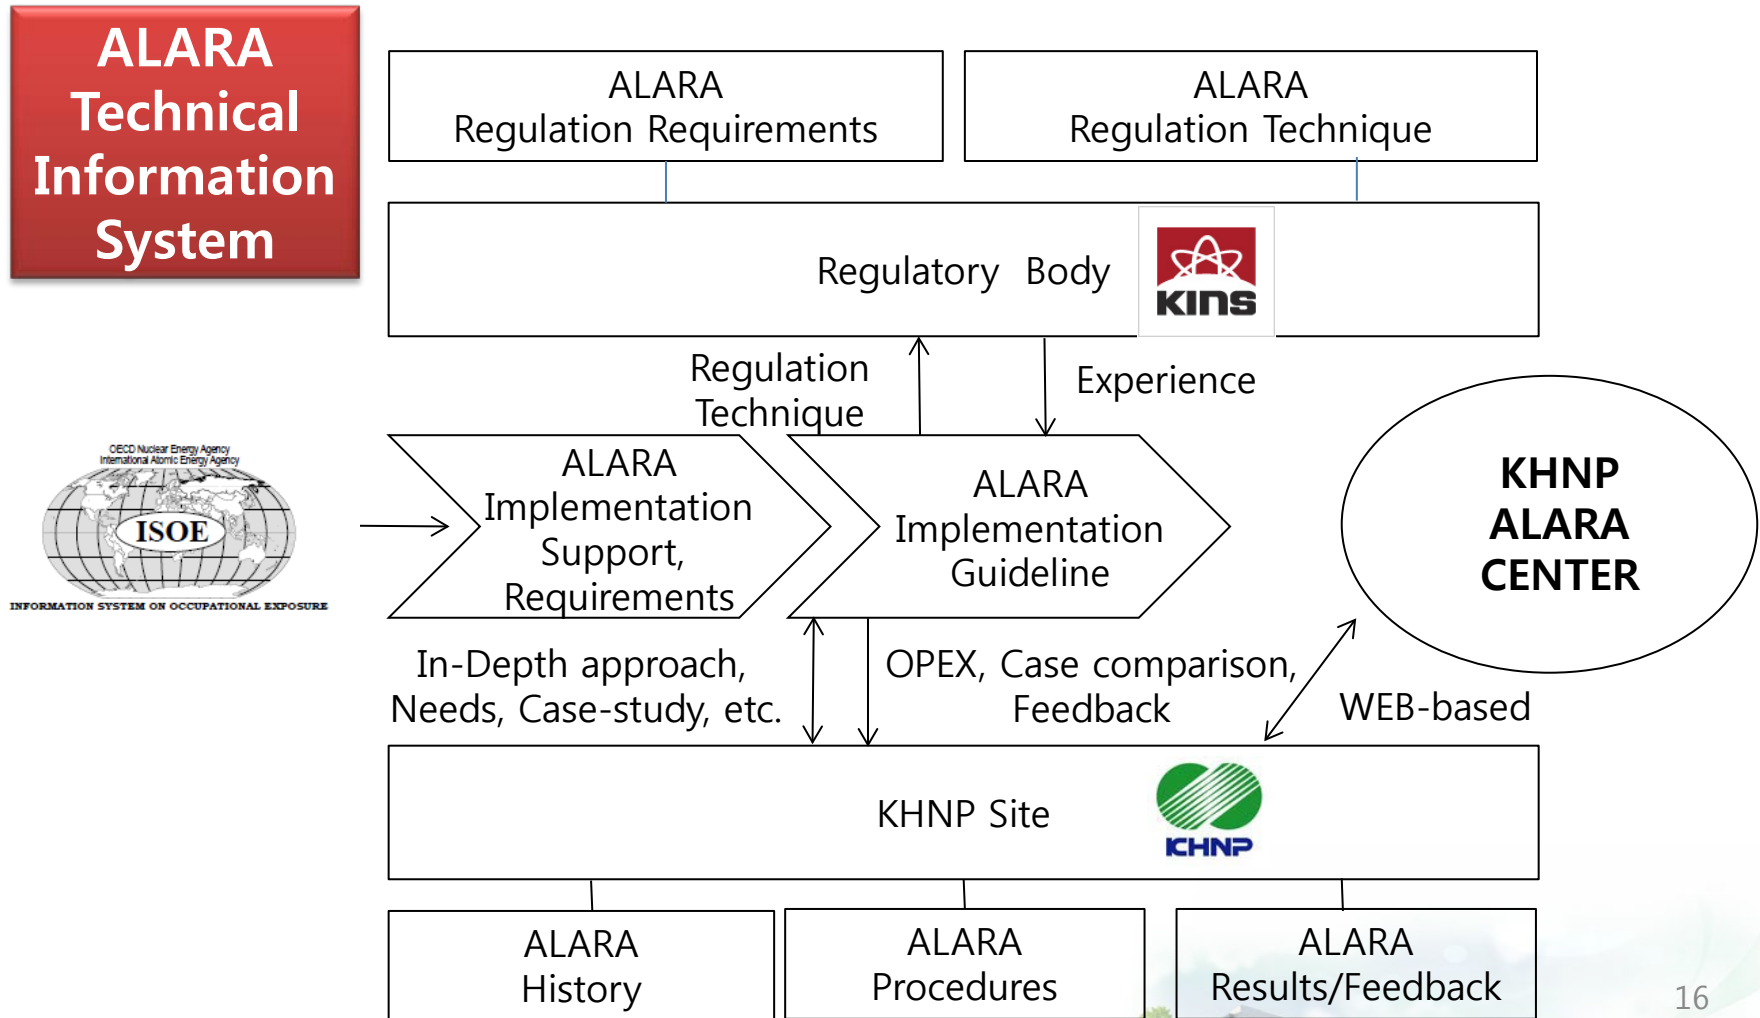 ALARA
Technical
Information
System
ALARA
Regulation Requirements
ALARA
Regulation Technique
Regulatory Body
KINS
Regulation
Technique
Experience
OECD Nuclear Energy Agency
International Atomic Energy Agency
ISOE
INFORMATION SYSTEM ON OCCUPATIONAL EXPOSURE
ALARA
Implementation
Support,
Requirements
ALARA
Implementation
Guideline
KHNP
ALARA
CENTER
In-Depth approach,
Needs, Case-study, etc.
OPEX, Case comparison,
Feedback
WEB-based
KHNP Site
KHNP
ALARA
History
ALARA
Procedures
ALARA
Results/Feedback
16